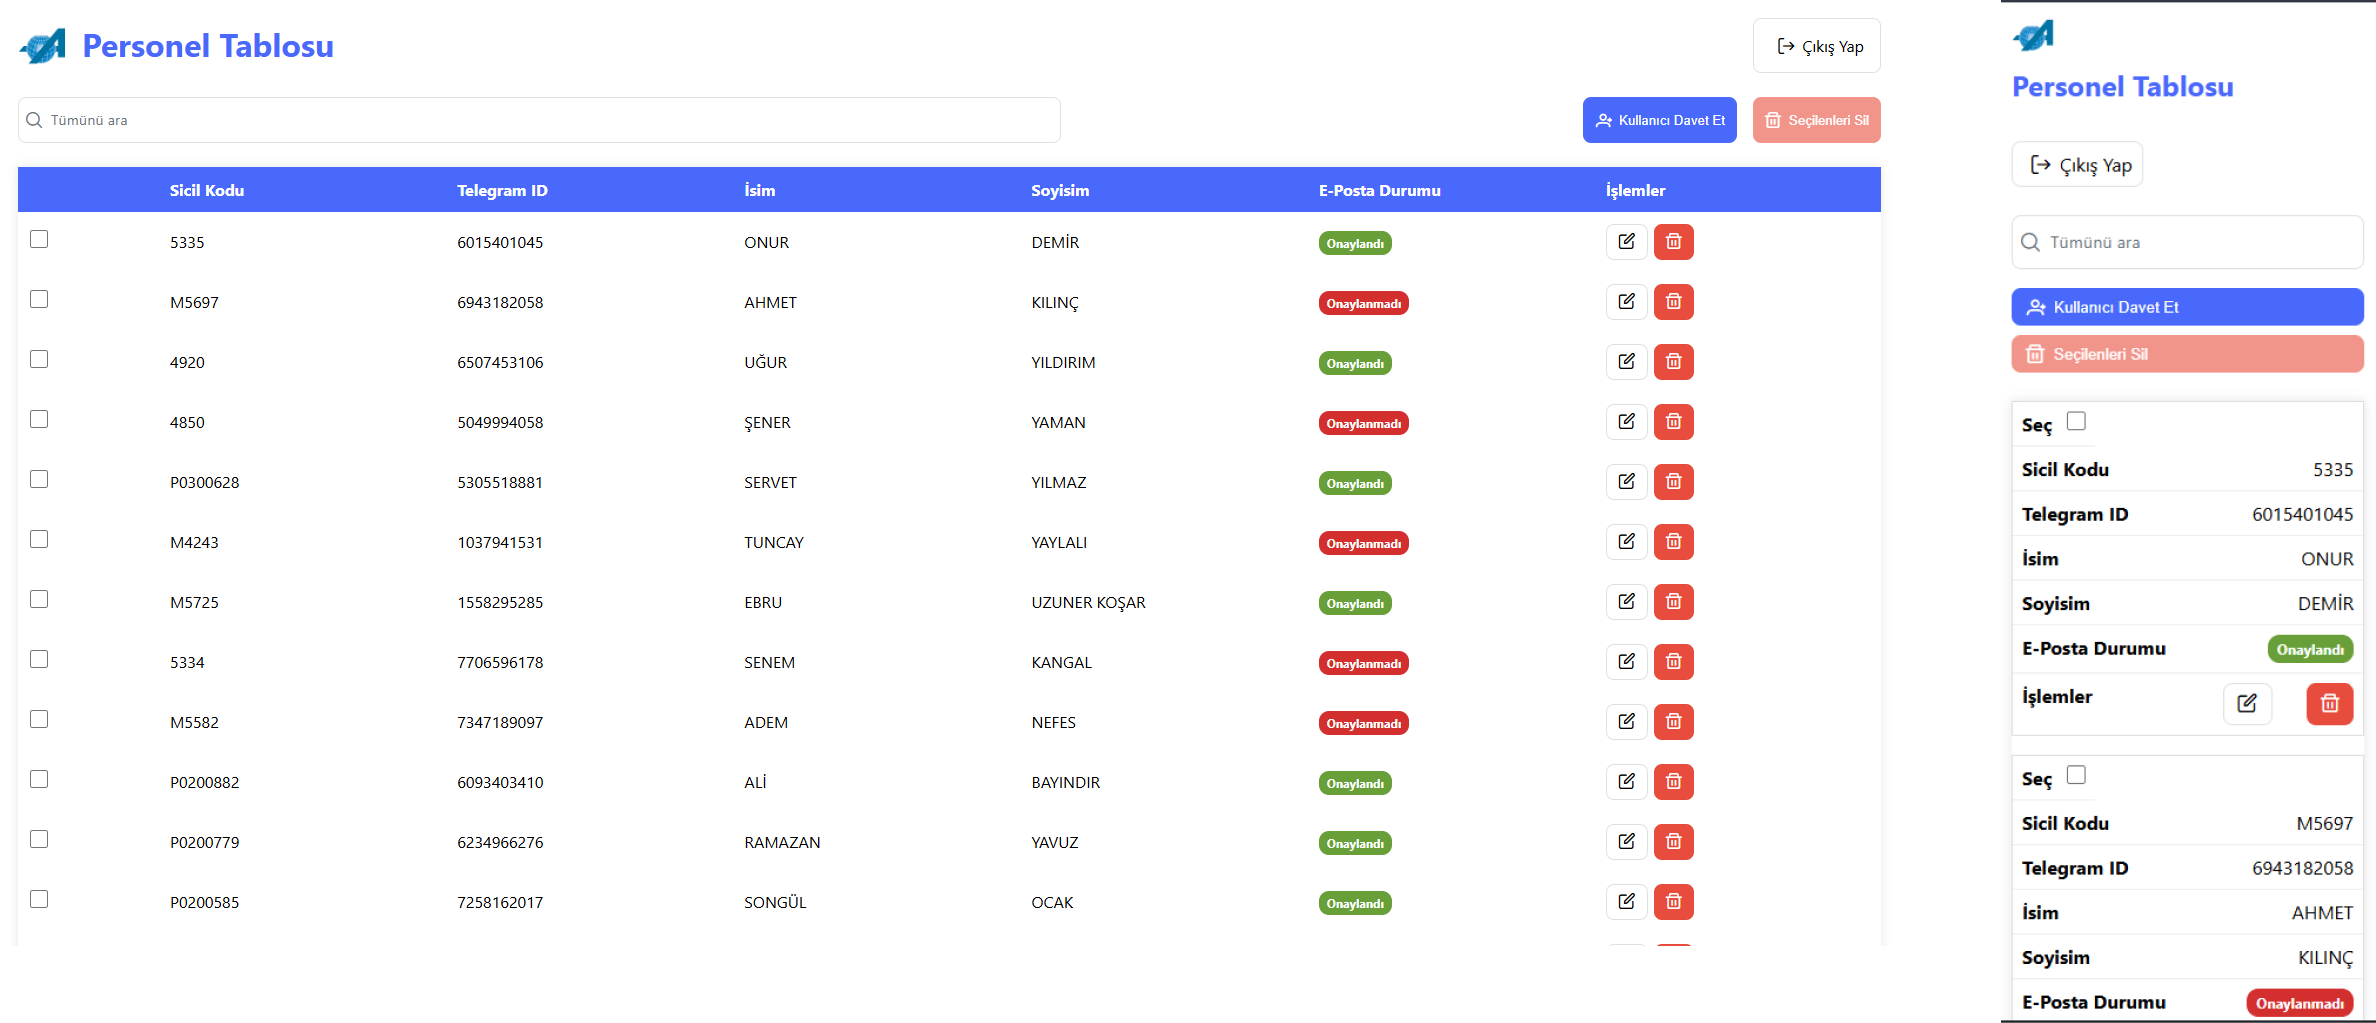 Personel Tablosu
Çıkış Yap
Tümünü ara
Kullanıcı Davet Et
Seçilenleri Sil
Sicil Kodu Telegram ID İsim Soyisim E-Posta Durumu İşlemler
5335 6015401045 ONUR DEMİR Onaylandı
M5697 6943182058 AHMET KILINÇ Onaylanmadı
4920 6507453106 UĞUR YILDIRIM Onaylandı
4850 5049994058 ŞENER YAMAN Onaylanmadı
P0300628 5305518881 SERVET YILMAZ Onaylandı
M4243 1037941531 TUNCAY YAYLALI Onaylanmadı
M5725 1558295285 EBRU UZUNER KOŞAR Onaylandı
5334 7706596178 SENEM KANGAL Onaylanmadı
M5582 7347189097 ADEM NEFES Onaylanmadı
P0200882 6093403410 ALİ BAYINDIR Onaylandı
P0200779 6234966276 RAMAZAN YAVUZ Onaylandı
P0200585 7258162017 SONGÜL OCAK Onaylandı
Personel Tablosu
Çıkış Yap
Tümünü ara
Kullanıcı Davet Et
Seçilenleri Sil
Seç
Sicil Kodu 5335
Telegram ID 6015401045
İsim ONUR
Soyisim DEMİR
E-Posta Durumu Onaylandı
İşlemler
Seç
Sicil Kodu M5697
Telegram ID 6943182058
İsim AHMET
Soyisim KILINÇ
E-Posta Durumu Onaylanmadı